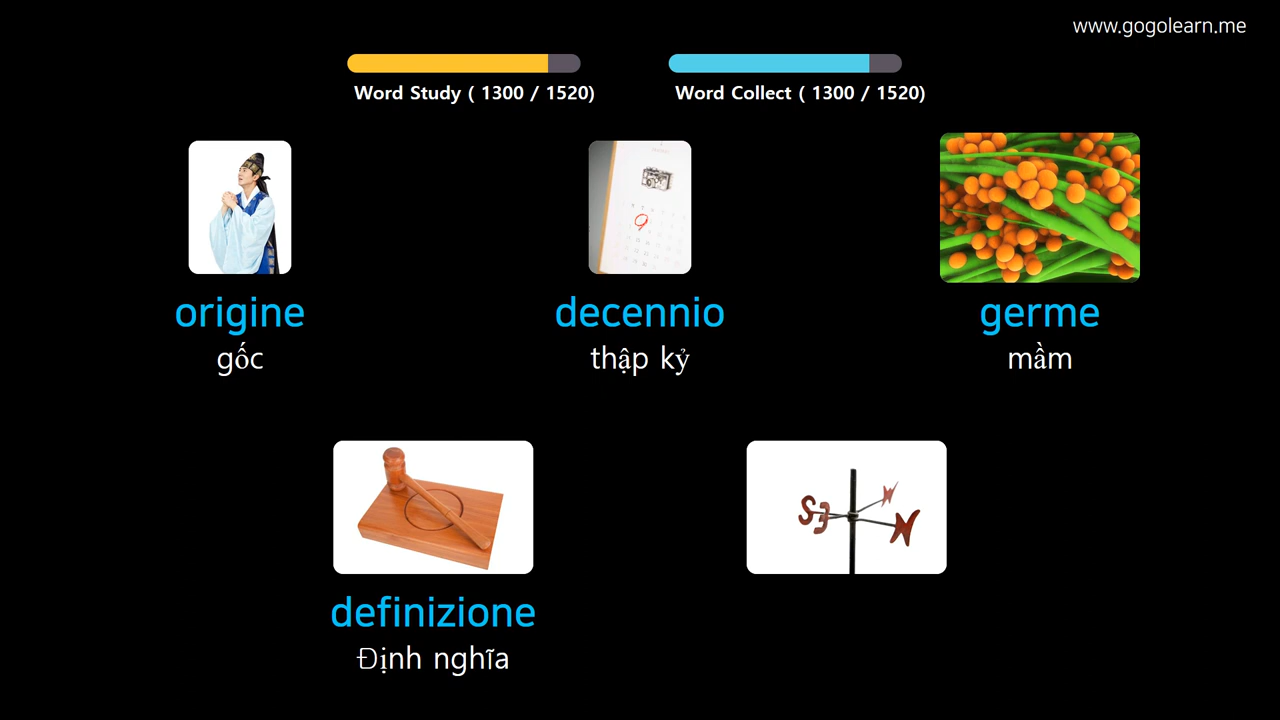 www.gogolearn.me
Word Study ( 1300 / 1520)
Word Collect ( 1300 / 1520)
9
origine
gốc
decennio
thập kỷ
germe
mầm
S E N
definizione
Định nghĩa